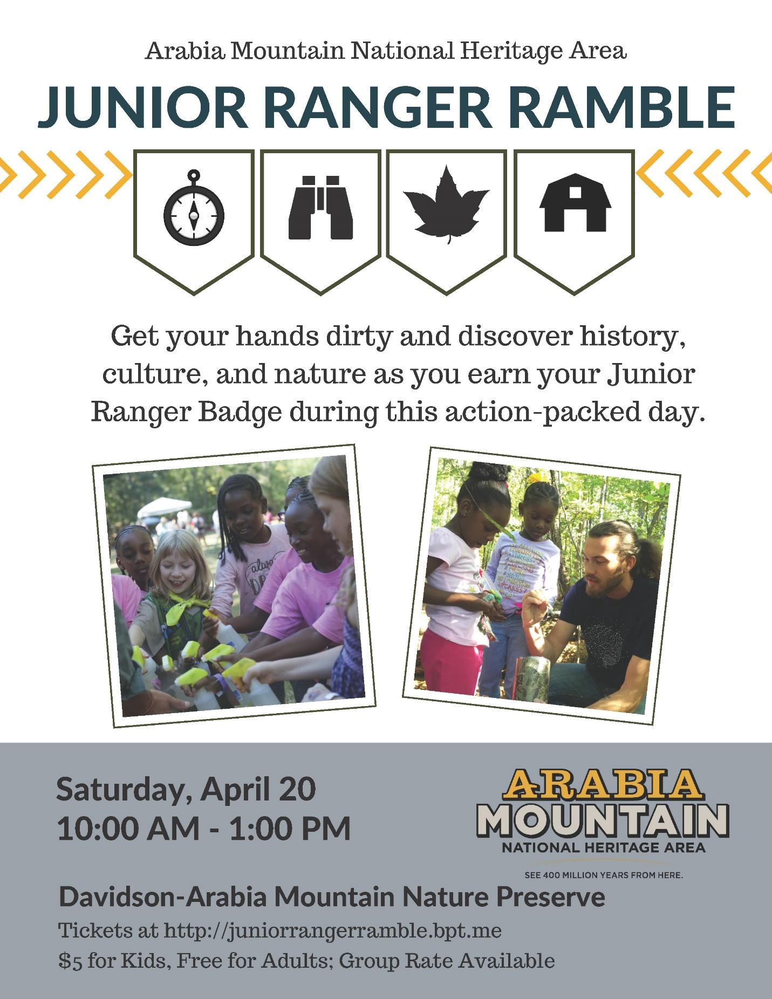 Arabia Mountain National Heritage Area
JUNIOR RANGER RAMBLE
Get your hands dirty and discover history,
culture, and nature as you earn your Junior
Ranger Badge during this action-packed day.
Saturday, April 20
10:00 AM - 1:00 PM
ARABIA
MOUNTAIN
NATIONAL HERITAGE AREA
SEE 400 MILLION YEARS FROM HERE.
Davidson-Arabia Mountain Nature Preserve
Tickets at http://juniorrangerramble.bpt.me
$5 for Kids, Free for Adults; Group Rate Available